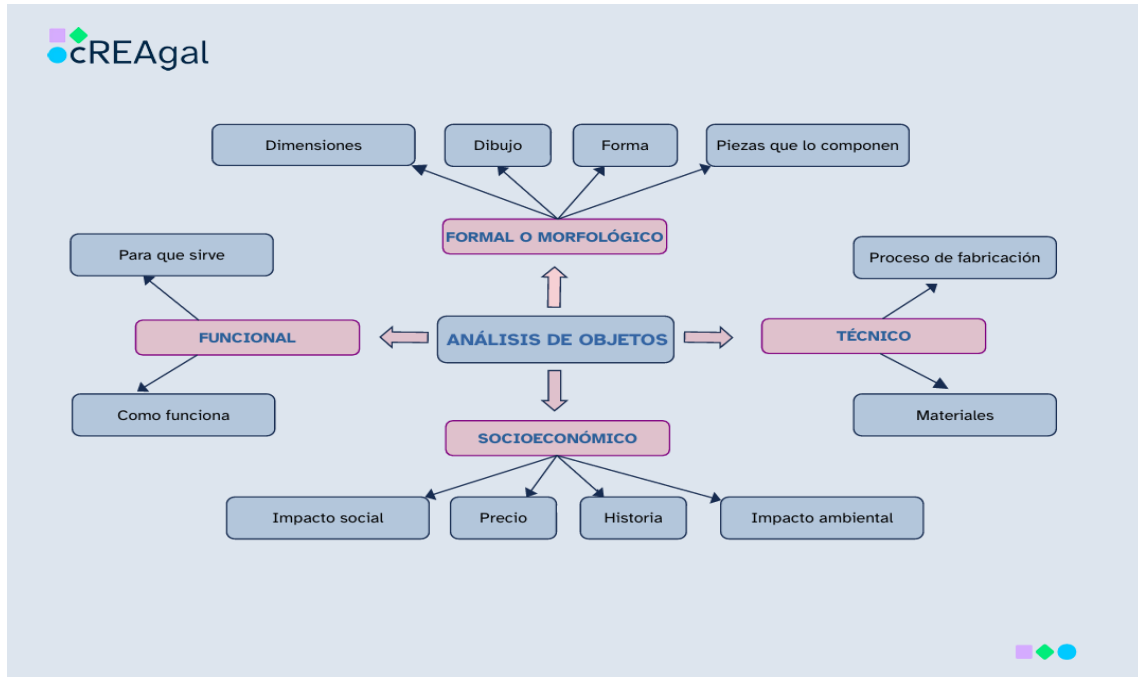 cREAgal
Dimensiones
Dibujo
Forma
Piezas que lo componen
FORMAL O MORFOLÓGICO
Para que sirve
Proceso de fabricación
FUNCIONAL
ANÁLISIS DE OBJETOS
TÉCNICO
Como funciona
Materiales
SOCIOECONÓMICO
Impacto social
Precio
Historia
Impacto ambiental